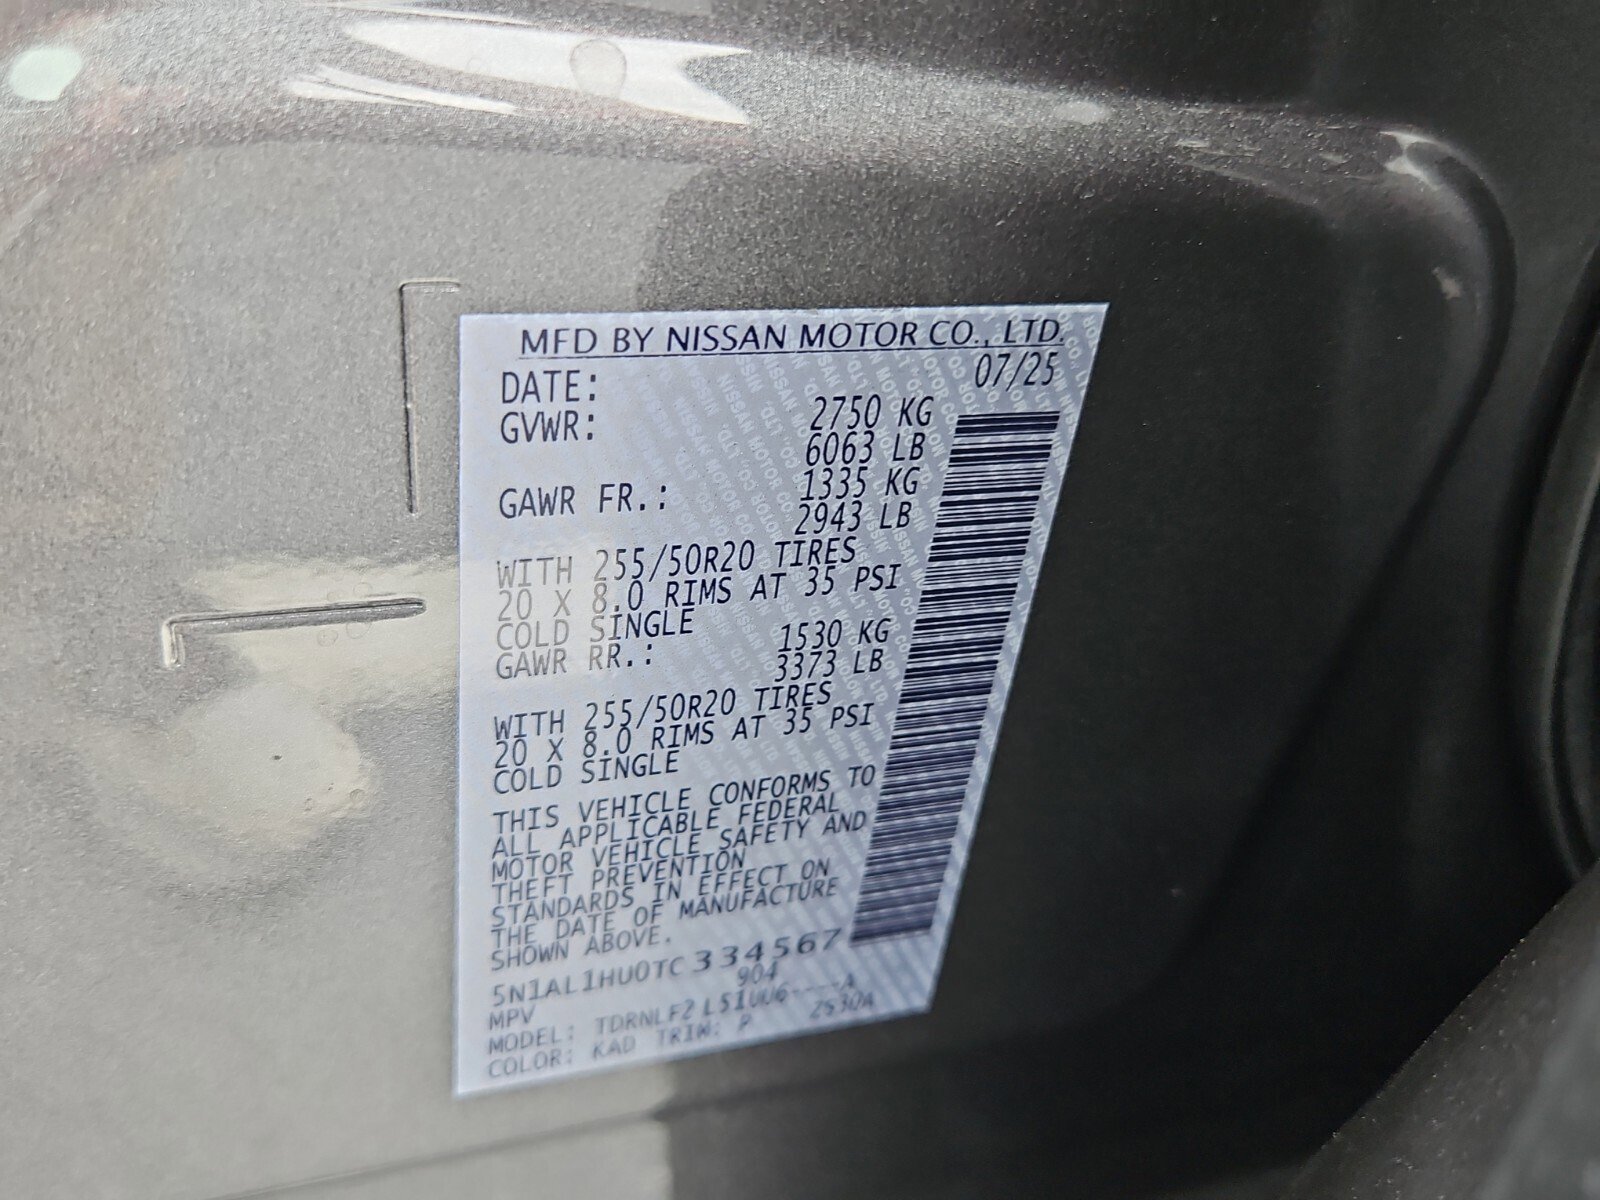 MFD BY NISSAN MOTOR CO., LTD.
DATE: 07/25
GVWR: 2750 KG
6063 LB
GAWR FR.: 1335 KG
2943 LB
WITH 255/50R20 TIRES
20 X 8.0 RIMS AT 35 PSI
COLD SINGLE
GAWR RR.: 1530 KG
3373 LB
WITH 255/50R20 TIRES
20 X 8.0 RIMS AT 35 PSI
COLD SINGLE
THIS VEHICLE CONFORMS TO
ALL APPLICABLE FEDERAL
MOTOR VEHICLE SAFETY AND
THEFT PREVENTION
STANDARDS IN EFFECT ON
THE DATE OF MANUFACTURE
SHOWN ABOVE.
5N1AL1HU0TC334567
MPV 904
MODEL: A
COLOR: KAD TRIM: P